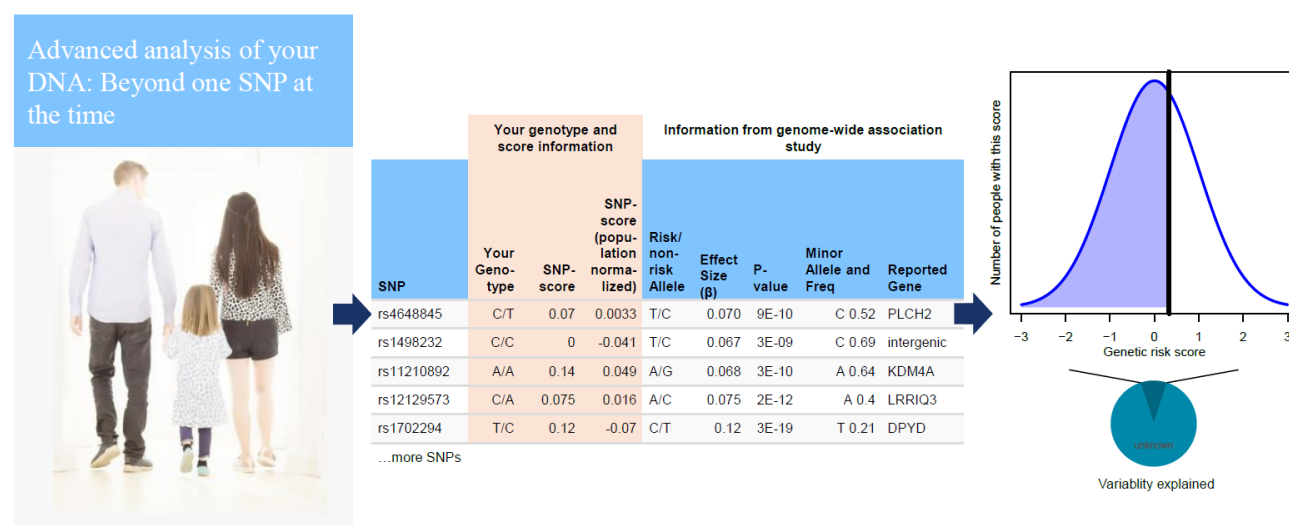 Advanced analysis of your
DNA: Beyond one SNP at
the time
Your genotype and
score information
Information from genome-wide association
study
SNP
Your
Geno-
type
SNP-
score
SNP-
score
(popu-
lation
norma-
lized)
Risk/
non-
risk
Allele
Effect
Size
(β)
P-
value
Minor
Allele and
Freq
Reported
Gene
rs4648845 C/T 0.07 0.0033 T/C 0.070 9E-10 C 0.52 PLCH2
rs1498232 C/C 0 -0.041 T/C 0.067 3E-09 C 0.69 intergenic
rs11210892 A/A 0.14 0.049 A/G 0.068 3E-10 A 0.64 KDM4A
rs12129573 C/A 0.075 0.016 A/C 0.075 2E-12 A 0.4 LRRIQ3
rs1702294 T/C 0.12 -0.07 C/T 0.12 3E-19 T 0.21 DPYD
...more SNPs
Number of people with this score
−3 −2 −1 0 1 2 3
Genetic risk score
unknown
Variablity explained